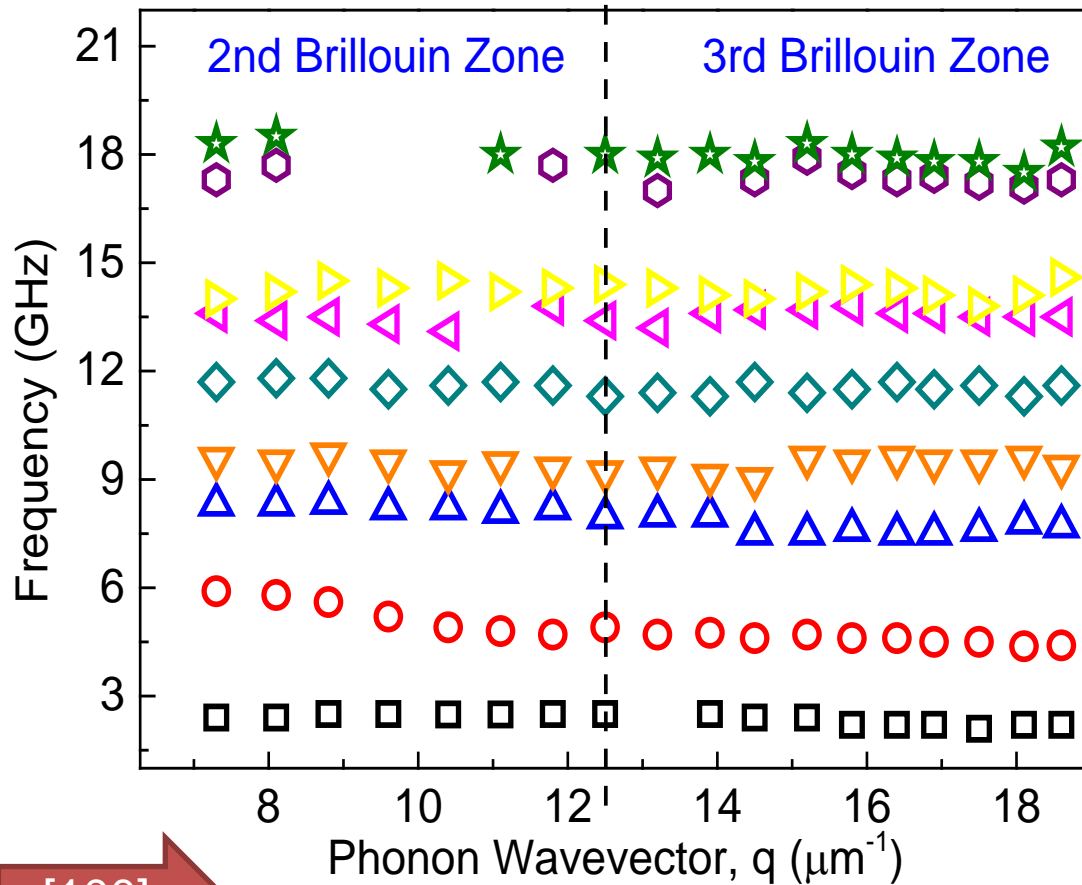 21
18
15
12
9
6
3
Frequency (GHz)
2nd Brillouin Zone 3rd Brillouin Zone
8 10 12 14 16 18
Phonon Wavevector, q (μm⁻¹)